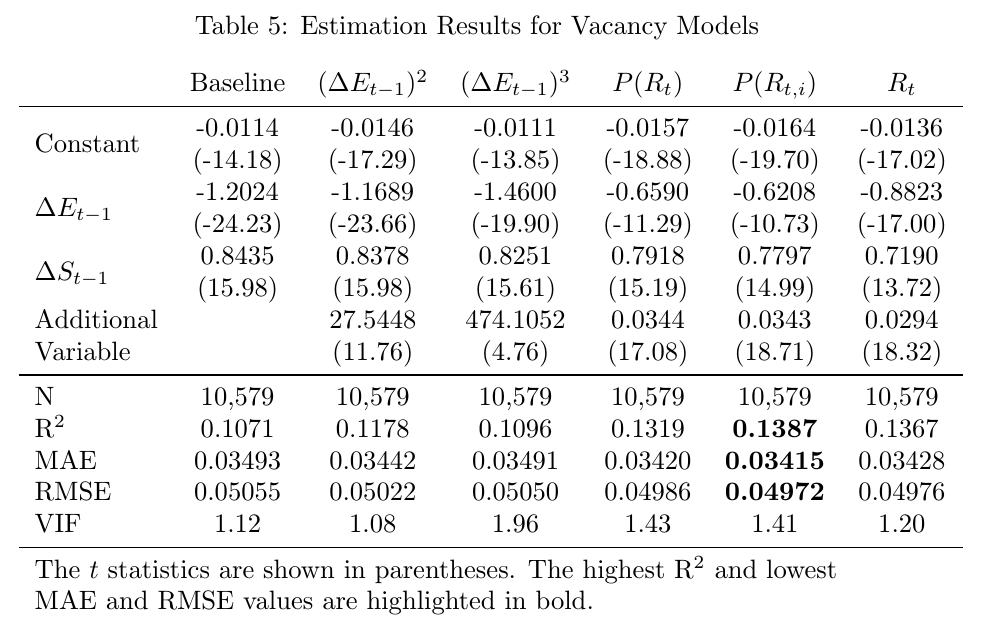 Table 5: Estimation Results for Vacancy Models
Baseline (ΔE_{t−1})² (ΔE_{t−1})³ P(R_t) P(R_{t,i}) R_t
Constant -0.0114 -0.0146 -0.0111 -0.0157 -0.0164 -0.0136
(-14.18) (-17.29) (-13.85) (-18.88) (-19.70) (-17.02)
ΔE_{t−1} -1.2024 -1.1689 -1.4600 -0.6590 -0.6208 -0.8823
(-24.23) (-23.66) (-19.90) (-11.29) (-10.73) (-17.00)
ΔS_{t−1} 0.8435 0.8378 0.8251 0.7918 0.7797 0.7190
(15.98) (15.98) (15.61) (15.19) (14.99) (13.72)
Additional 27.5448 474.1052 0.0344 0.0343 0.0294
Variable (11.76) (4.76) (17.08) (18.71) (18.32)
N 10,579 10,579 10,579 10,579 10,579 10,579
R² 0.1071 0.1178 0.1096 0.1319 0.1387 0.1367
MAE 0.03493 0.03442 0.03491 0.03420 0.03415 0.03428
RMSE 0.05055 0.05022 0.05050 0.04986 0.04972 0.04976
VIF 1.12 1.08 1.96 1.43 1.41 1.20
The t statistics are shown in parentheses. The highest R² and lowest
MAE and RMSE values are highlighted in bold.